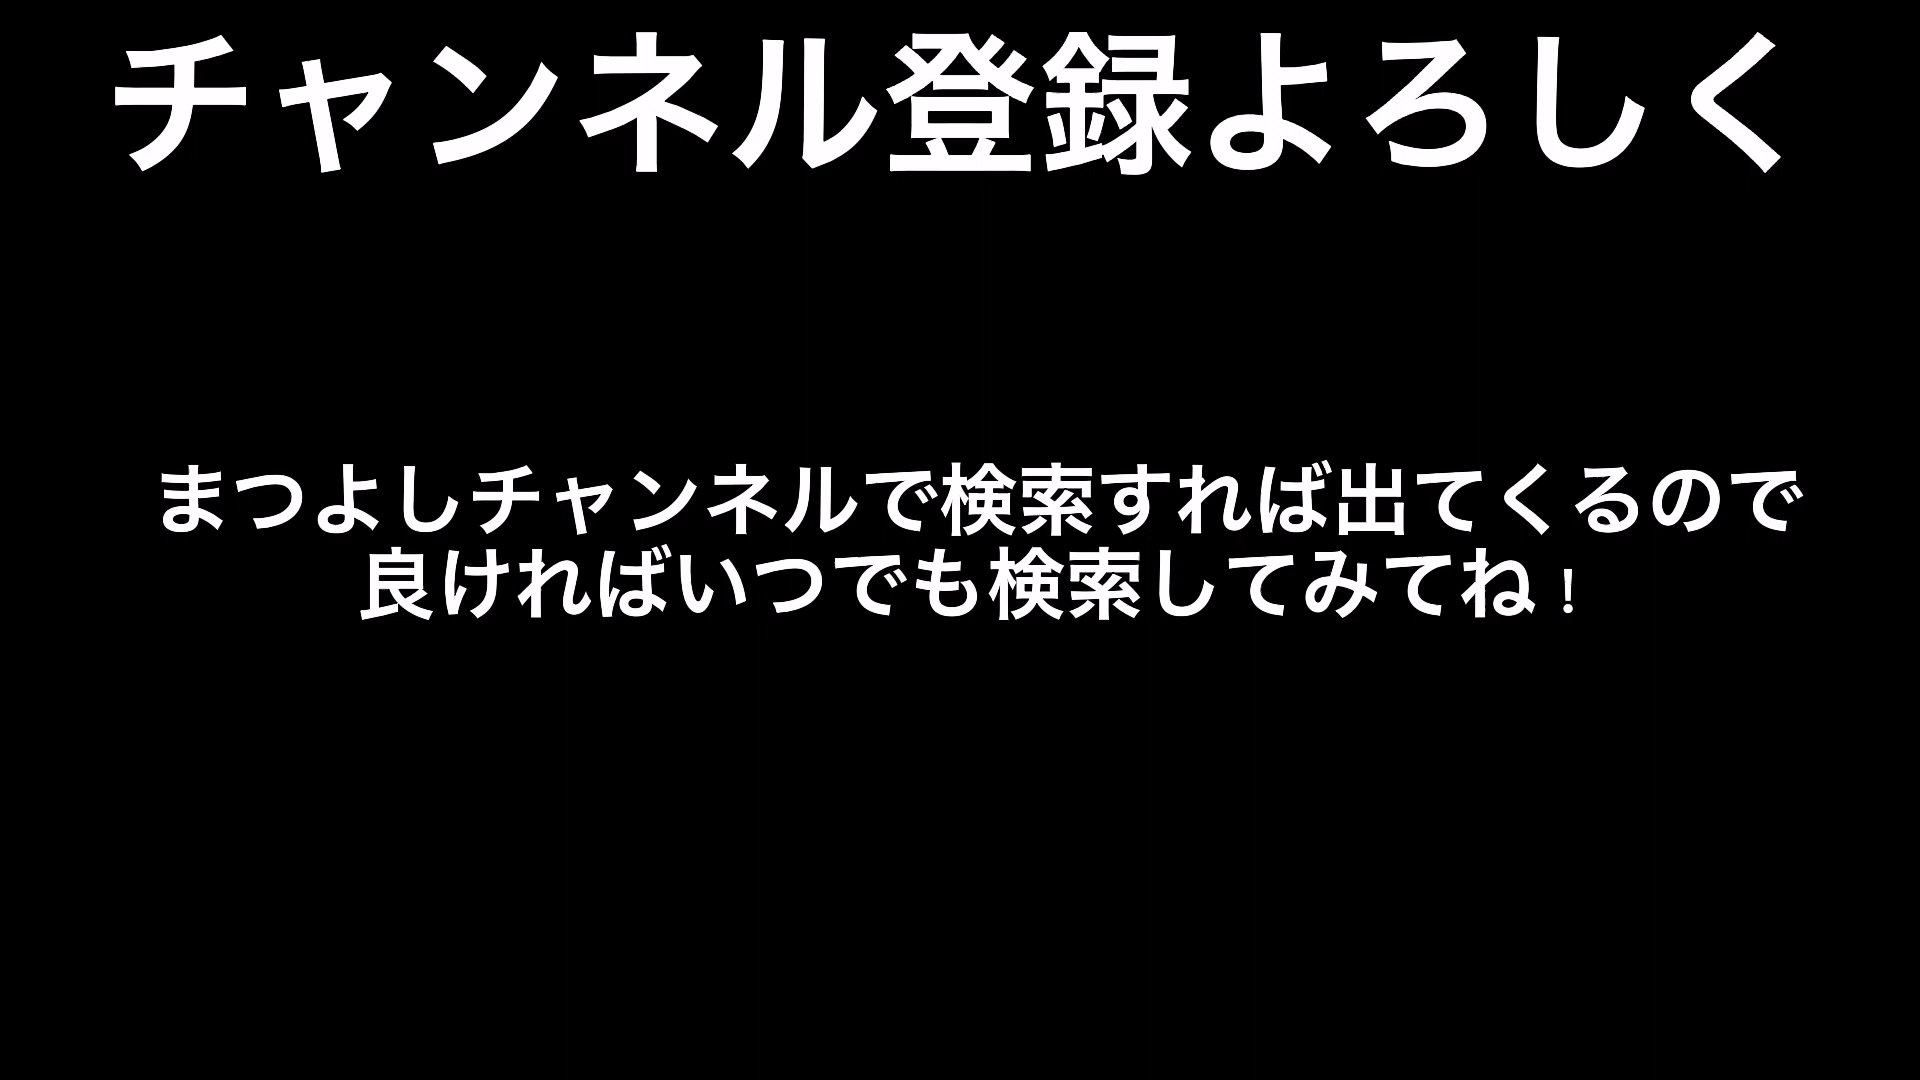 チャンネル登録よろしく
まつよしチャンネルで検索すれば出てくるので
良ければいつでも検索してみてね！